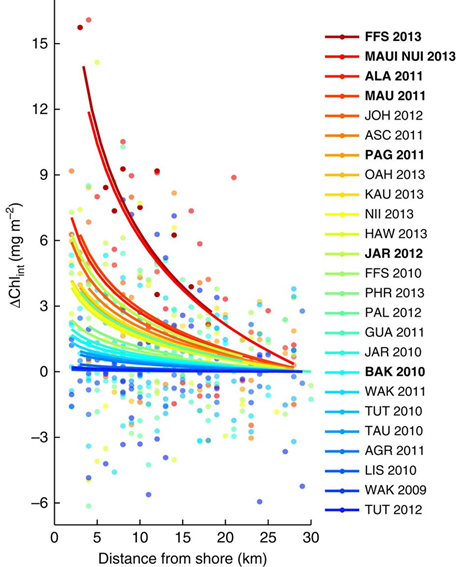 15
12
9
6
3
0
−3
−6
ΔChl_int (mg m⁻²)
0 5 10 15 20 25 30
Distance from shore (km)
FFS 2013
MAUI NUI 2013
ALA 2011
MAU 2011
JOH 2012
ASC 2011
PAG 2011
OAH 2013
KAU 2013
NII 2013
HAW 2013
JAR 2012
FFS 2010
PHR 2013
PAL 2012
GUA 2011
JAR 2010
BAK 2010
WAK 2011
TUT 2010
TAU 2010
AGR 2011
LIS 2010
WAK 2009
TUT 2012